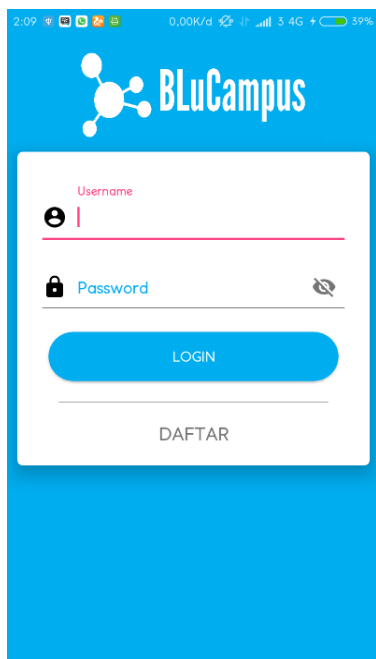 2:09 0,00K/d 3 4G 39%
BLuCampus
Username
Password
LOGIN
DAFTAR